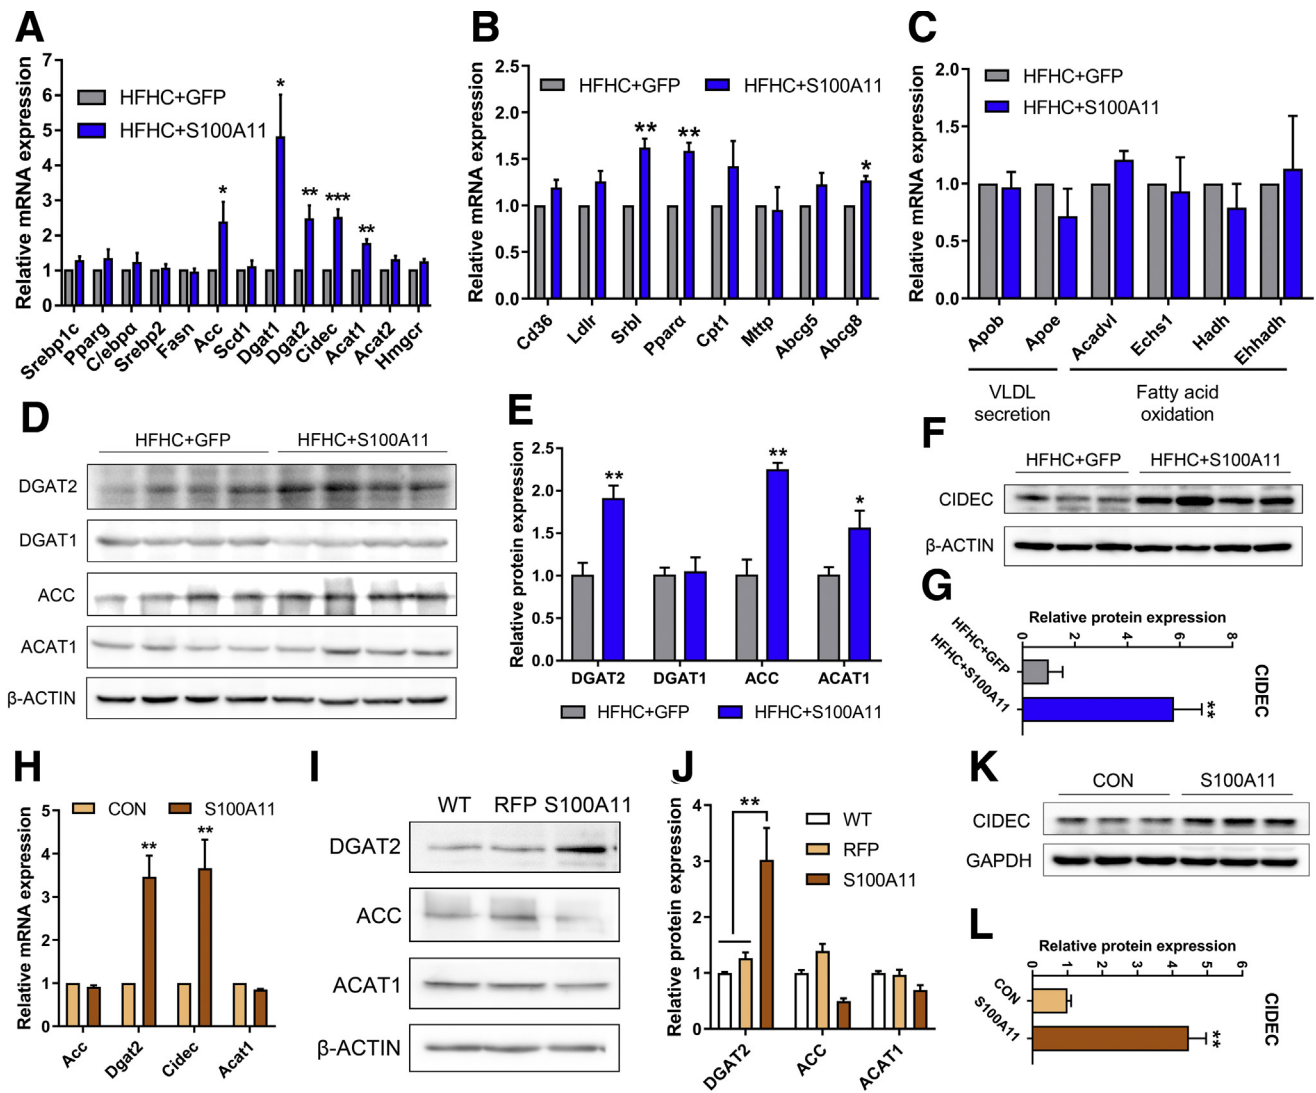 A
Relative mRNA expression
7
6
5
4
3
2
1
0
HFHC+GFP
HFHC+S100A11
* * ** *** **
Srebp1c Pparg C/ebpα Srebp2 Fasn Acc Scd1 Dgat1 Dgat2 Cidec Acat1 Acat2 Hmgcr
B
Relative mRNA expression
2.5
2.0
1.5
1.0
0.5
0.0
HFHC+GFP HFHC+S100A11
** ** *
Cd36 Ldlr SrbI Pparα Cpt1 Mttp Abcg5 Abcg8
C
Relative mRNA expression
2.0
1.5
1.0
0.5
0.0
HFHC+GFP
HFHC+S100A11
Apob Apoe Acadvl Echs1 Hadh Ehhadh
VLDL secretion
Fatty acid oxidation
D
HFHC+GFP HFHC+S100A11
DGAT2
DGAT1
ACC
ACAT1
β-ACTIN
E
Relative protein expression
2.5
2.0
1.5
1.0
0.5
0.0
** ** *
DGAT2 DGAT1 ACC ACAT1
HFHC+GFP HFHC+S100A11
F
HFHC+GFP HFHC+S100A11
CIDEC
β-ACTIN
G
Relative protein expression
0 2 4 6 8
HFHC+GFP
HFHC+S100A11
**
CIDEC
H
Relative mRNA expression
5
4
3
2
1
0
CON S100A11
** **
Acc Dgat2 Cidec Acat1
I
WT RFP S100A11
DGAT2
ACC
ACAT1
β-ACTIN
J
Relative protein expression
4
3
2
1
0
**
WT
RFP
S100A11
DGAT2 ACC ACAT1
K
CON S100A11
CIDEC
GAPDH
L
Relative protein expression
0 1 2 3 4 5 6
CON
S100A11
**
CIDEC